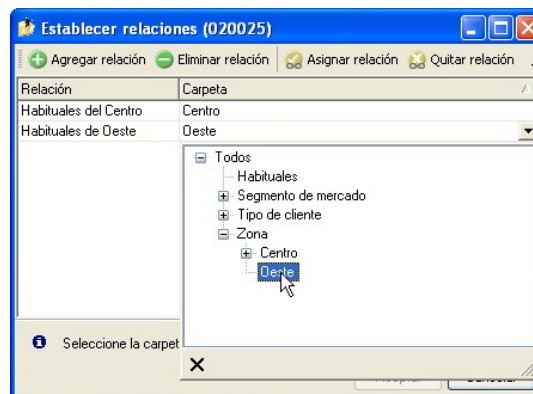 Establecer relaciones (020025)
Agregar relación Eliminar relación Asignar relación Quitar relación
Relación Carpeta
Habituales del Centro Centro
Habituales de Oeste Oeste
Todos
Habituales
Segmento de mercado
Tipo de cliente
Zona
Centro
Oeste
Seleccione la carpet